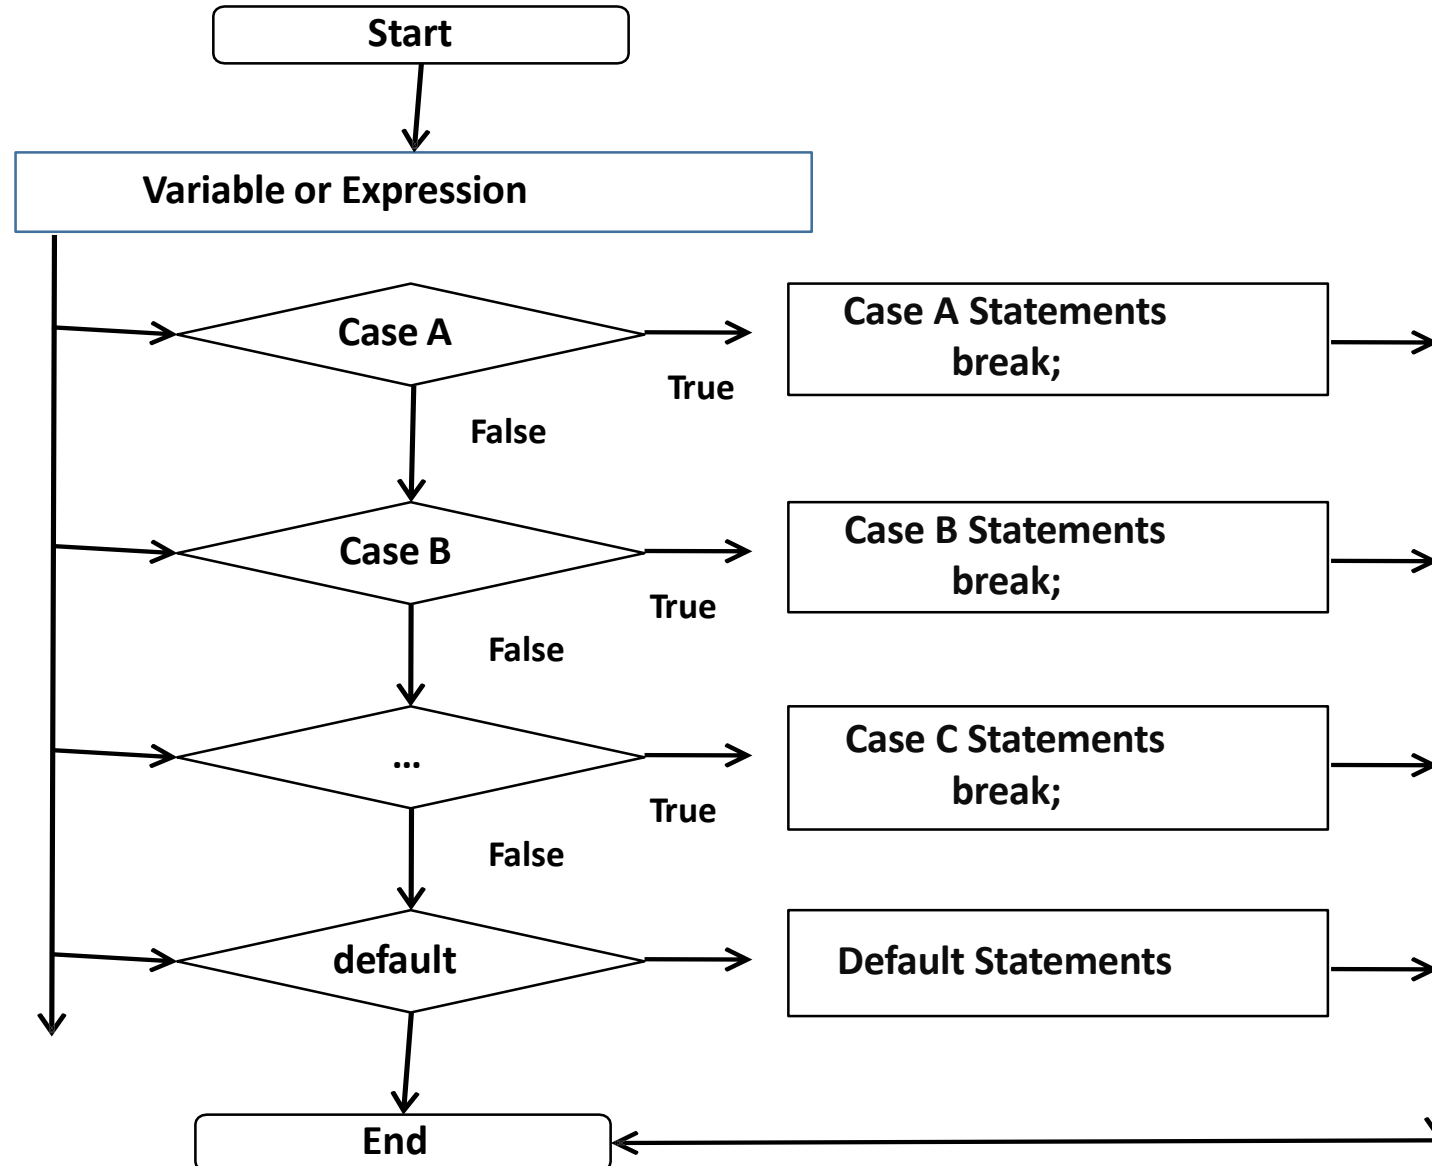 Start
Variable or Expression
Case A
True
False
Case A Statements
break;
Case B
True
False
Case B Statements
break;
...
True
False
Case C Statements
break;
default
Default Statements
End